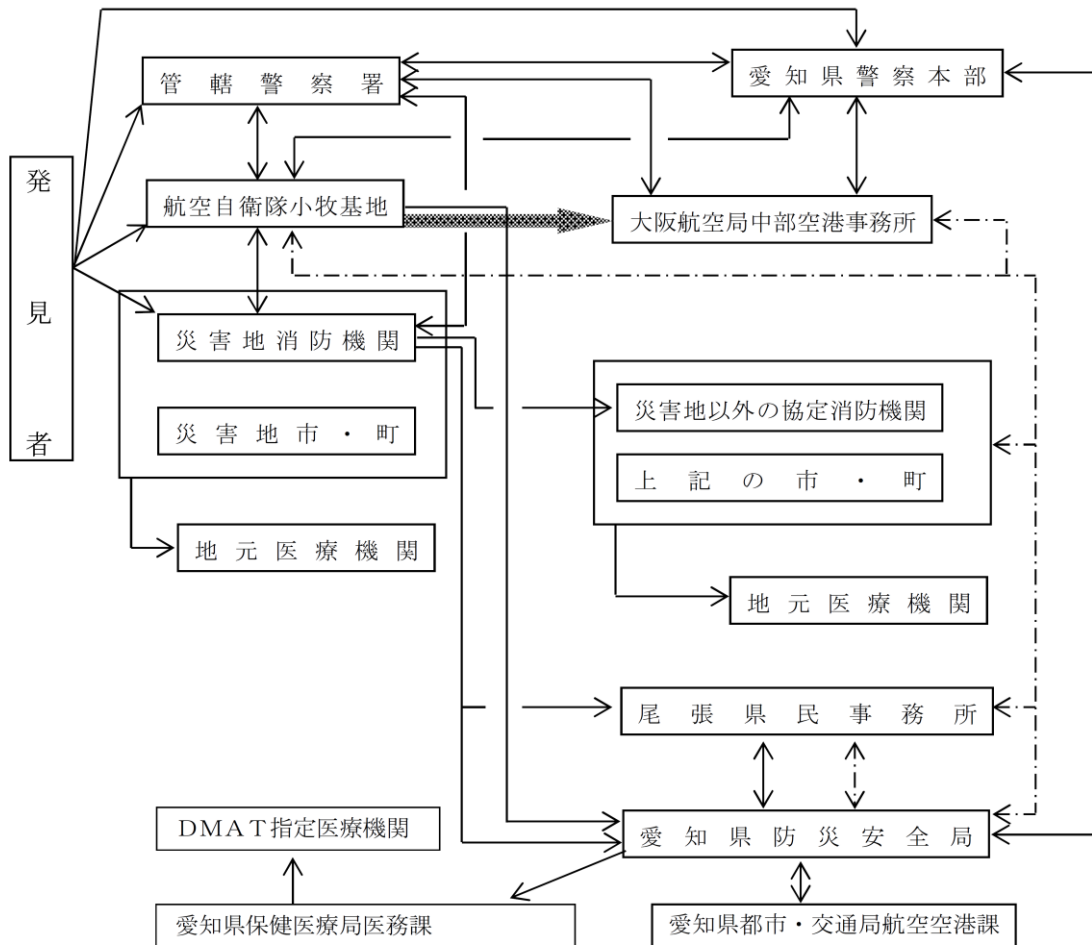 発見者
管轄警察署
愛知県警察本部
航空自衛隊小牧基地
大阪航空局中部空港事務所
災害地消防機関
災害地市・町
災害地以外の協定消防機関
上記の市・町
地元医療機関
地元医療機関
尾張県民事務所
DMAT指定医療機関
愛知県防災安全局
愛知県保健医療局医務課
愛知県都市・交通局航空空港課